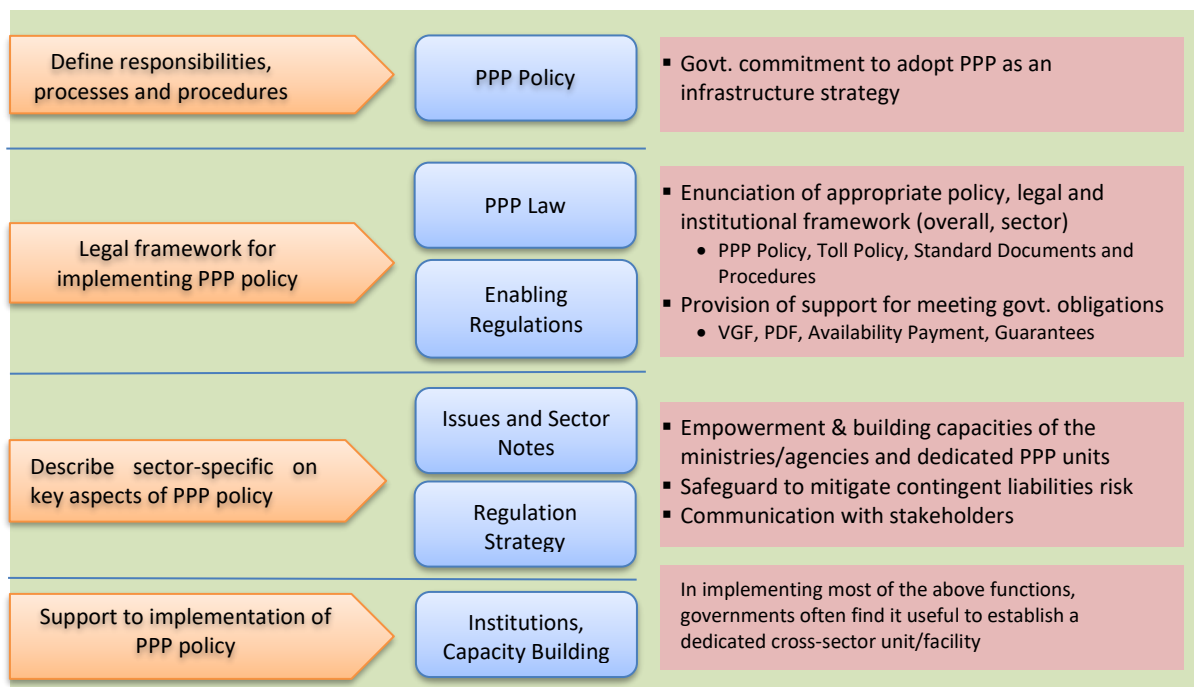 Define responsibilities,
processes and procedures
PPP Policy
▪ Govt. commitment to adopt PPP as an
infrastructure strategy
Legal framework for
implementing PPP policy
PPP Law
Enabling
Regulations
▪ Enunciation of appropriate policy, legal and
institutional framework (overall, sector)
• PPP Policy, Toll Policy, Standard Documents and
Procedures
▪ Provision of support for meeting govt. obligations
• VGF, PDF, Availability Payment, Guarantees
Describe sector-specific on
key aspects of PPP policy
Issues and Sector
Notes
Regulation
Strategy
▪ Empowerment & building capacities of the
ministries/agencies and dedicated PPP units
▪ Safeguard to mitigate contingent liabilities risk
▪ Communication with stakeholders
Support to implementation of
PPP policy
Institutions,
Capacity Building
In implementing most of the above functions,
governments often find it useful to establish a
dedicated cross-sector unit/facility